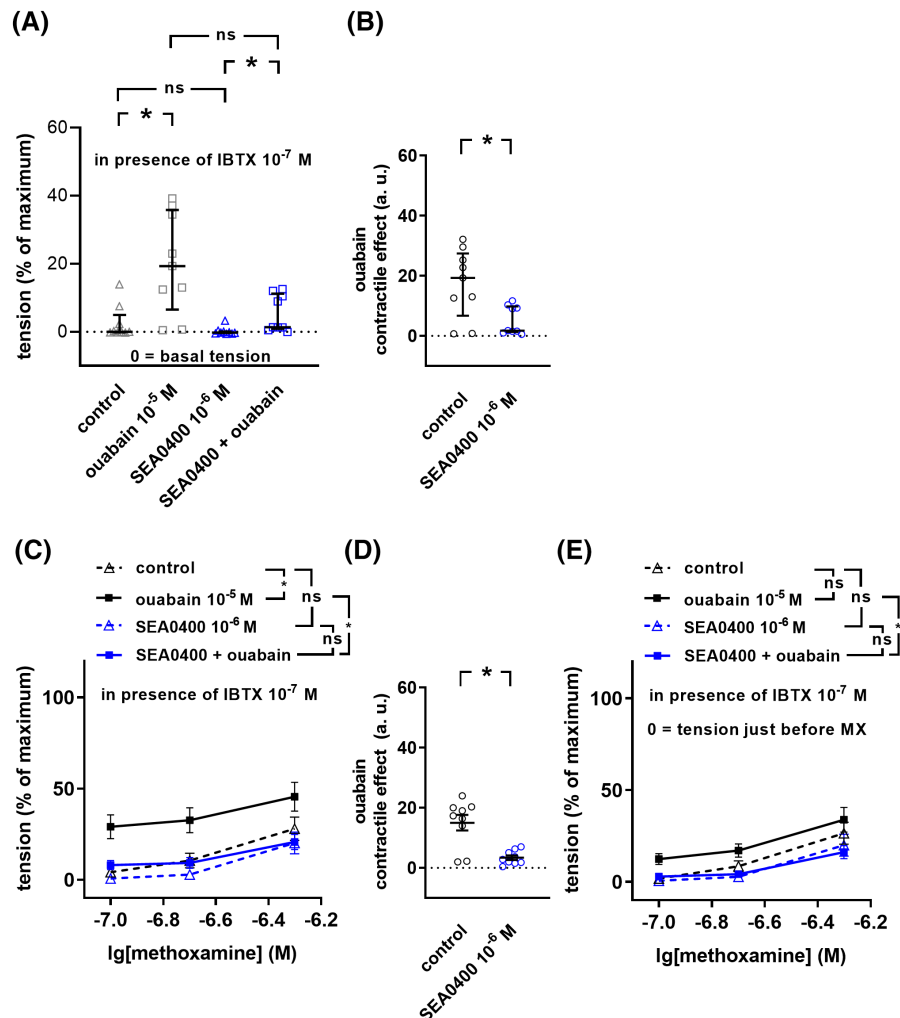 (A)
ns
ns
*
ns
*
tension (% of maximum)
60
40
20
0
in presence of IBTX 10⁻⁷ M
0 = basal tension
control
ouabain 10⁻⁵ M
SEA0400 10⁻⁶ M
SEA0400 + ouabain
(B)
*
ouabain
contractile effect (a. u.)
60
40
20
0
control
SEA0400 10⁻⁶ M
(C)
control
ouabain 10⁻⁵ M
SEA0400 10⁻⁶ M
SEA0400 + ouabain
*
ns
*
ns
in presence of IBTX 10⁻⁷ M
tension (% of maximum)
100
50
0
-7.0
-6.8
-6.6
-6.4
-6.2
lg[methoxamine] (M)
(D)
*
ouabain
contractile effect (a. u.)
60
40
20
0
control
SEA0400 10⁻⁶ M
(E)
control
ouabain 10⁻⁵ M
SEA0400 10⁻⁶ M
SEA0400 + ouabain
ns
ns
*
ns
in presence of IBTX 10⁻⁷ M
0 = tension just before MX
tension (% of maximum)
100
50
0
-7.0
-6.8
-6.6
-6.4
-6.2
lg[methoxamine] (M)